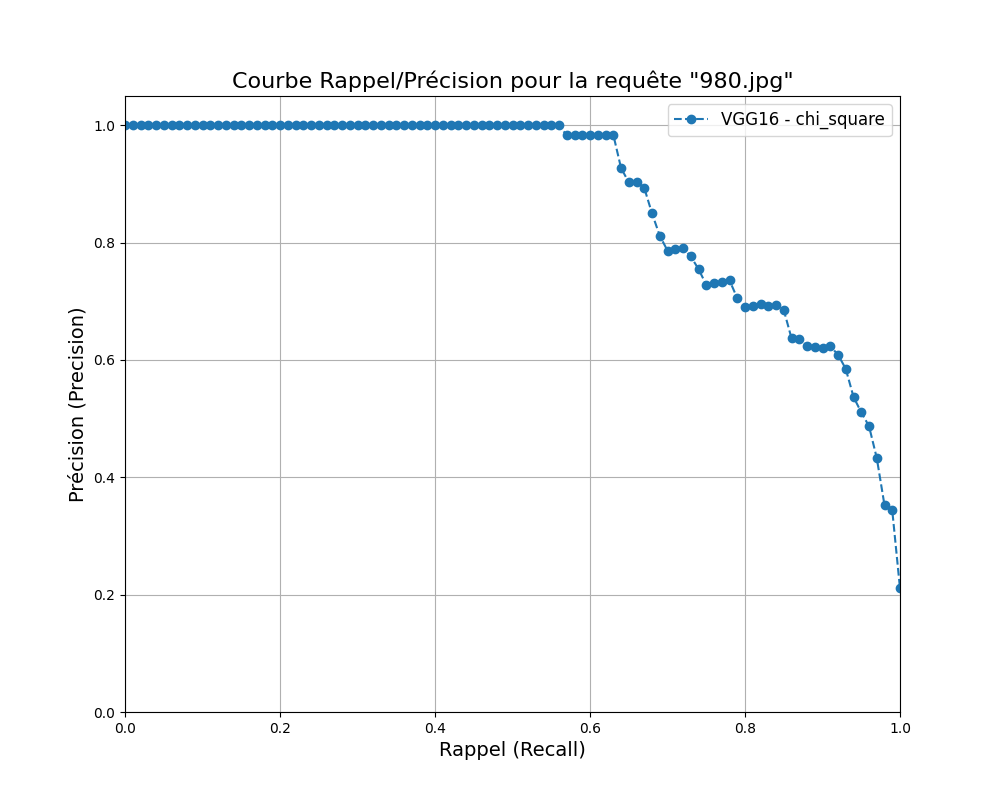 Courbe Rappel/Précision pour la requête "980.jpg"
VGG16 - chi_square
Précision (Precision)
1.0
0.8
0.6
0.4
0.2
0.0
0.0 0.2 0.4 0.6 0.8 1.0
Rappel (Recall)